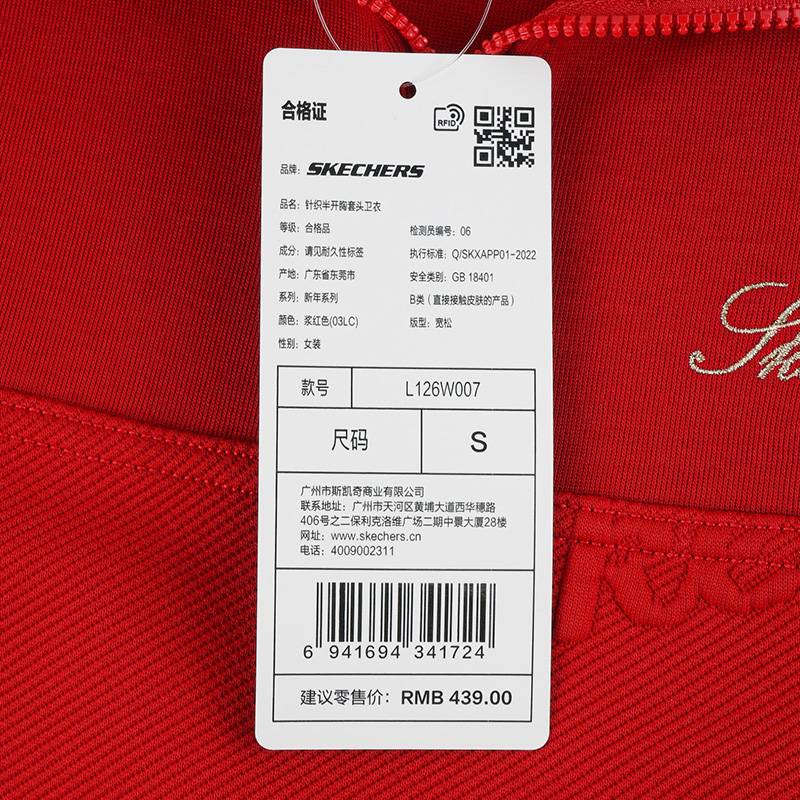 合格证
RFID
品牌: SKECHERS
品名: 针织半开胸套头卫衣
等级: 合格品
检测员编号: 06
成分: 请见耐久性标签
执行标准: Q/SKXAPP01-2022
产地: 广东省东莞市
安全类别: GB 18401
系列: 新年系列
B类（直接接触皮肤的产品）
颜色: 浆红色(03LC)
版型: 宽松
性别: 女装
款号 L126W007
尺码 S
广州市斯凯奇商业有限公司
联系地址: 广州市天河区黄埔大道西华穗路
406号之二保利克洛维广场二期中景大厦28楼
网址: www.skechers.cn
电话: 4009002311
6 941694 341724
建议零售价: RMB 439.00